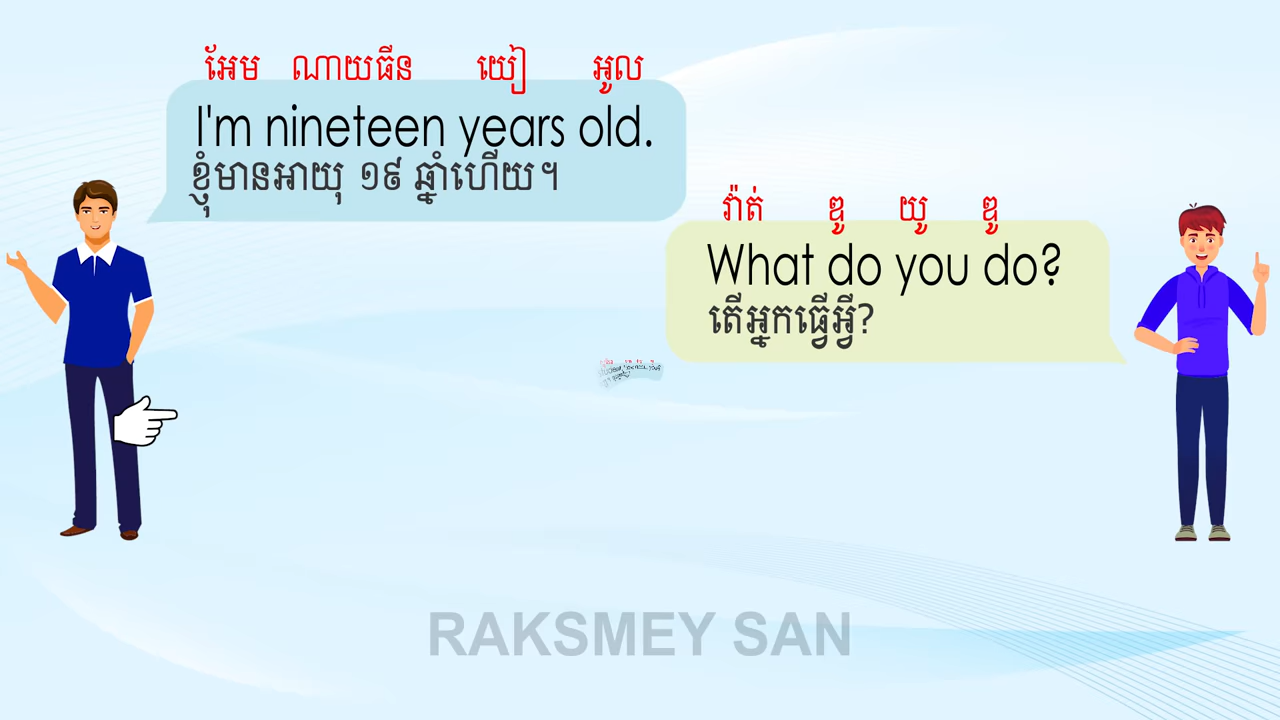 អែម ណាយធីន យៀ អូល
I'm nineteen years old.
ខ្ញុំមានអាយុ ១៩ ឆ្នាំហើយ។
វ៉ាត់ ឌូ យូ ឌូ
What do you do?
តើអ្នកធ្វើអ្វី?
RAKSMEY SAN